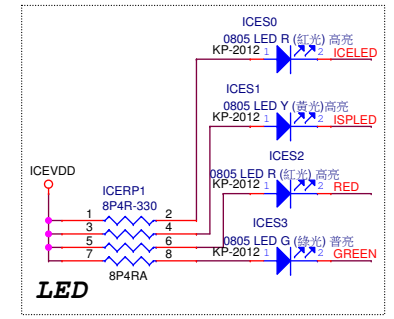 ICES0
0805 LED R (紅光) 高亮
KP-2012 1 2 ICELED
ICES1
0805 LED Y (黃光)高亮
KP-2012 1 2 ISPLED
ICES2
0805 LED R (紅光) 高亮
KP-2012 1 2 RED
ICEVDD
ICERP1
8P4R-330
1 2
3 4
5 6
7 8
8P4RA
ICES3
0805 LED G (綠光) 普亮
KP-2012 1 2 GREEN
LED